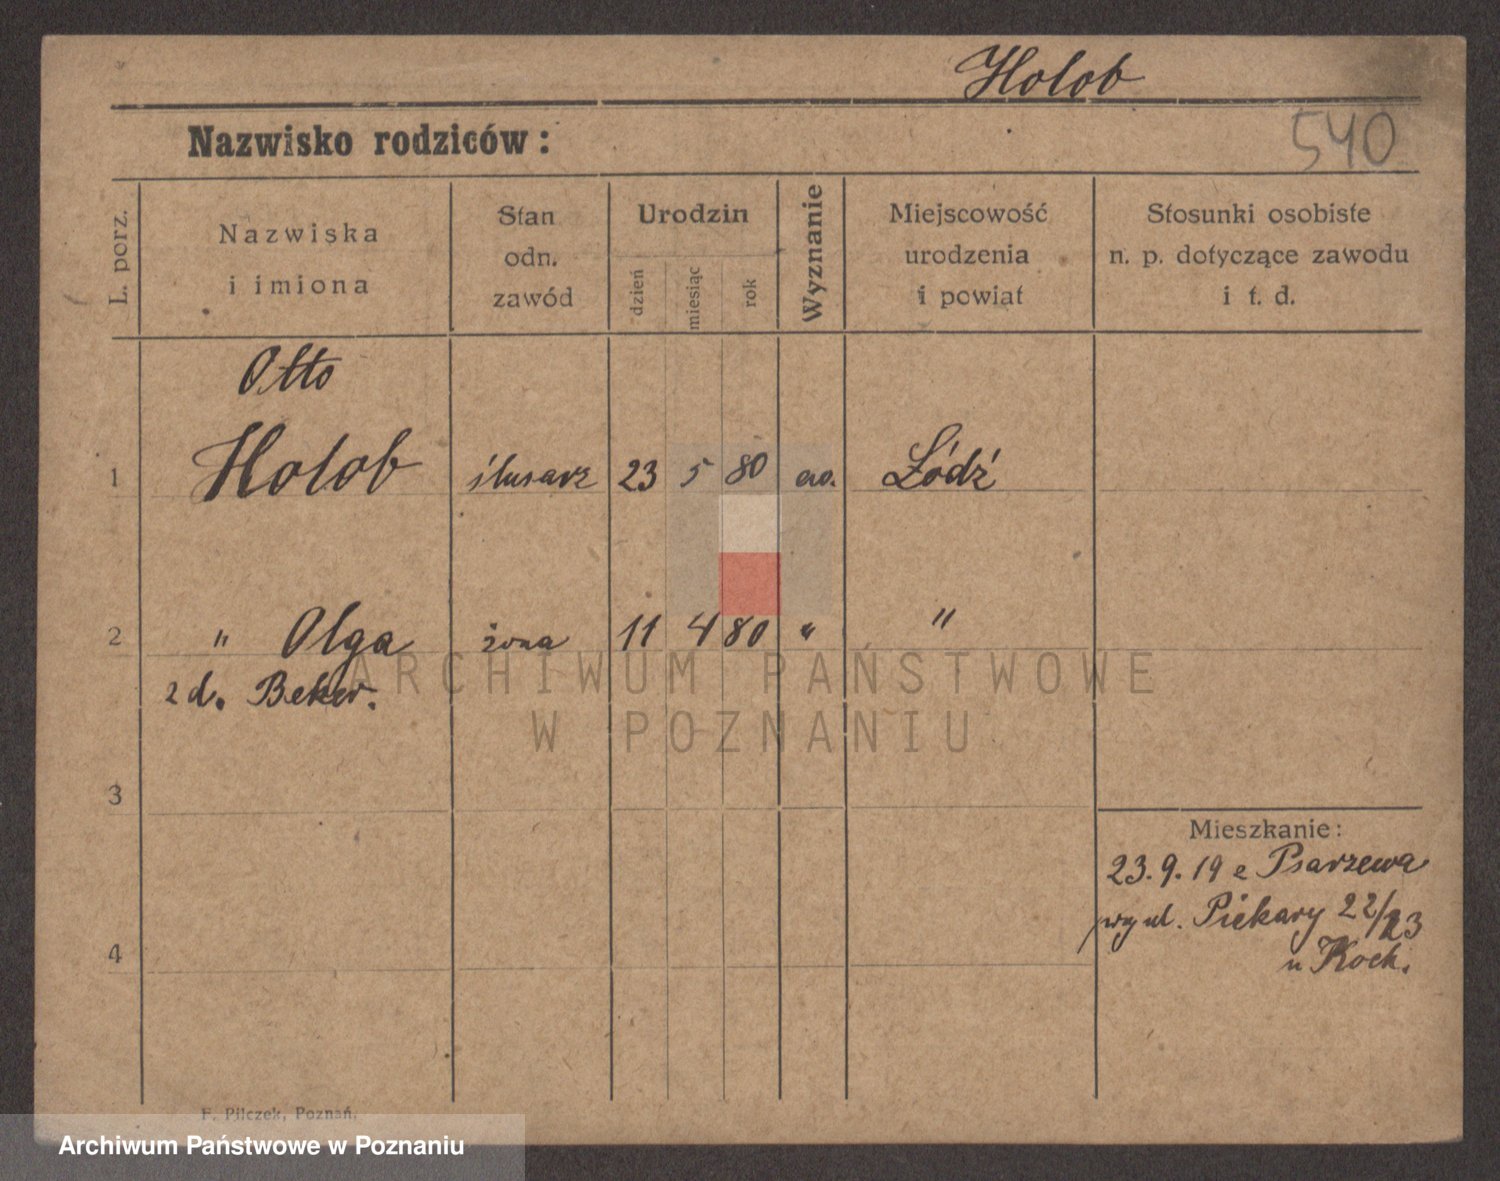 Holob
Nazwisko rodziców:
540
L. porz.
Nazwiska
i imiona
Stan
odn.
zawód
Urodzin
dzień
miesiąc
rok
Wyznanie
Miejscowość
urodzenia
i powiat
Stosunki osobiste
n. p. dotyczące zawodu
i t. d.
Otto
1 Holob ślusarz 23 5 80 Łódź
2 " Olga żona 11 4 80 " "
z d. Beker.
ARCHIWUM PAŃSTWOWE
W POZNANIU
3
Mieszkanie:
23.9.19 z Psarzewa
ul. Piekary 22/23
u Koch.
4
F. Pilczek, Poznań.
Archiwum Państwowe w Poznaniu